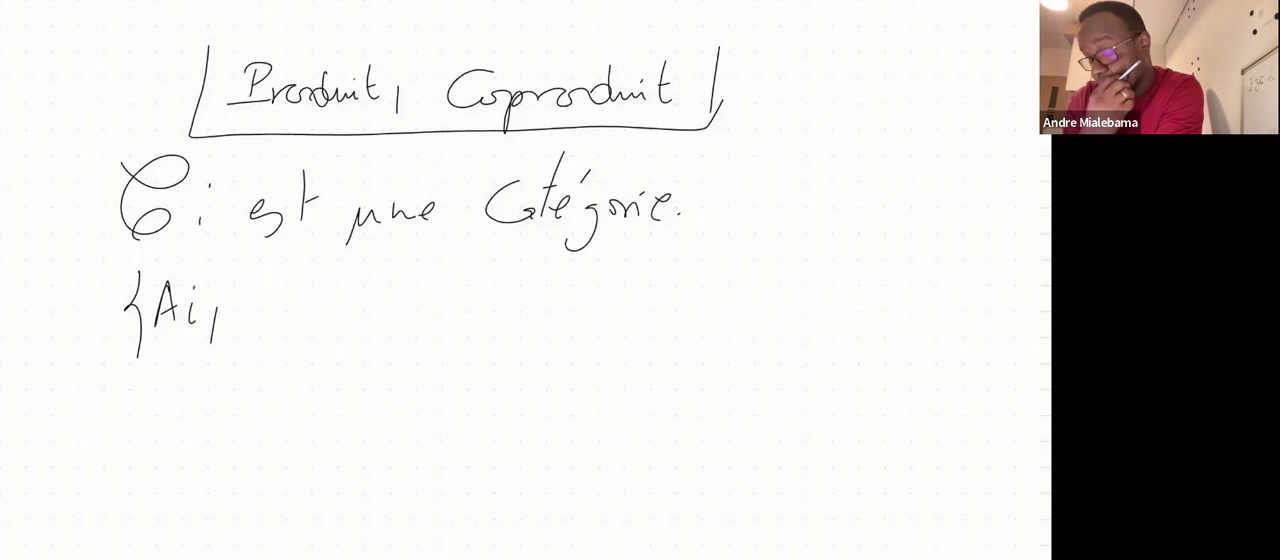 Produit, Coproduit
C: est une Catégorie.
{Ai,
Andre Mialebama